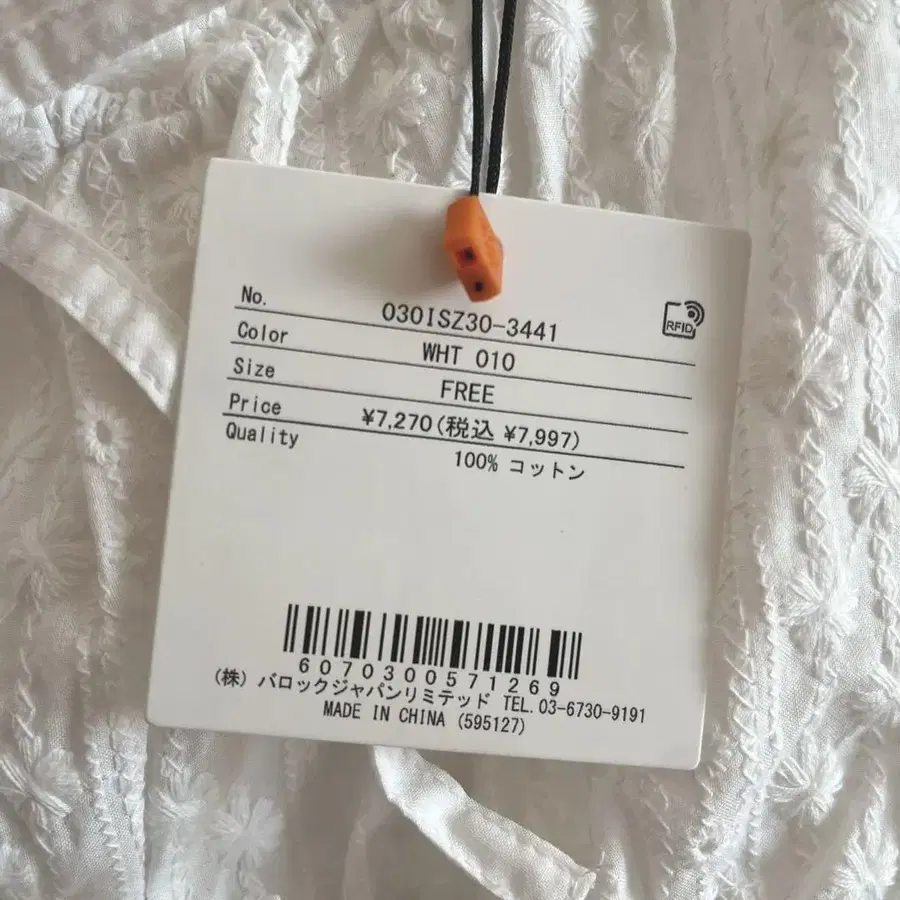 No. 030ISZ30-3441
RFID
Color WHT 010
Size FREE
Price ¥7,270(税込 ¥7,997)
Quality 100% コットン
6070300571269
(株) バロックジャパンリミテッド TEL.03-6730-9191
MADE IN CHINA (595127)